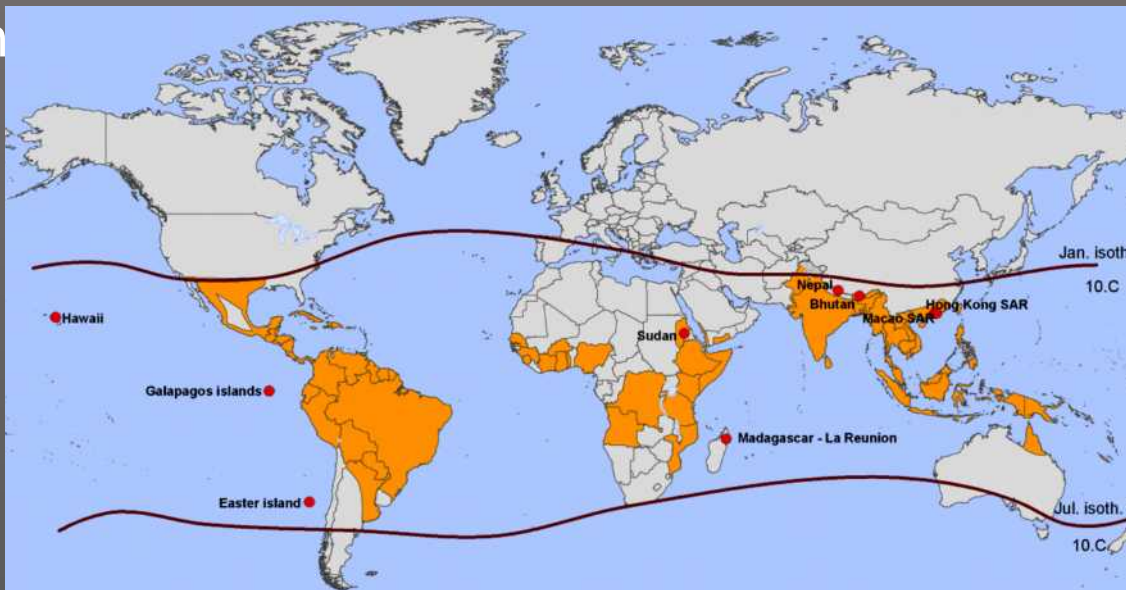 Jan. isoth
10.C
Nepal
Bhutan
Hong Kong SAR
Macao SAR
Hawaii
Sudan
Galapagos islands
Madagascar - La Reunion
Easter island
Jul. isoth.
10.C